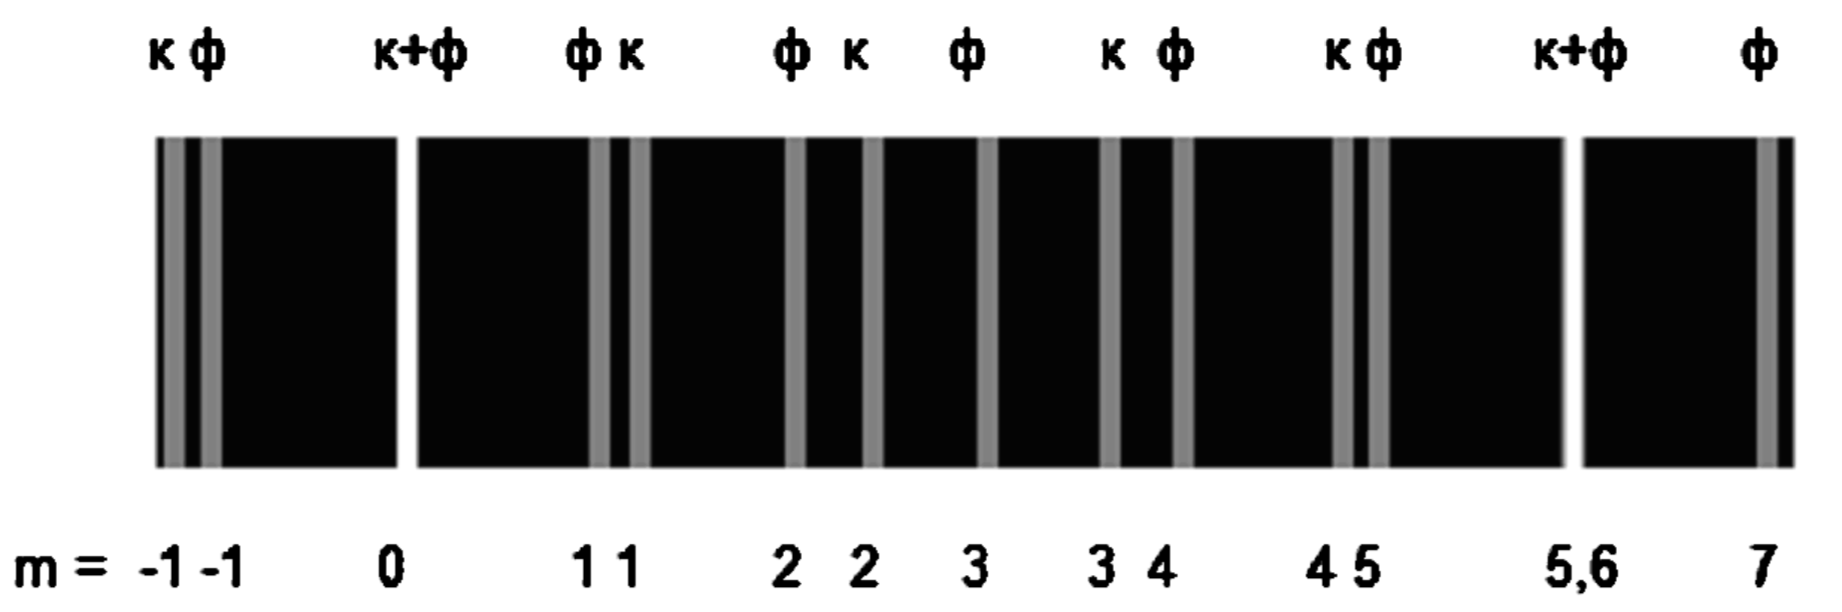 к ф к+ф ф к ф к ф к ф к ф к+ф ф
m = -1 -1 0 1 1 2 2 3 3 4 4 5 5,6 7